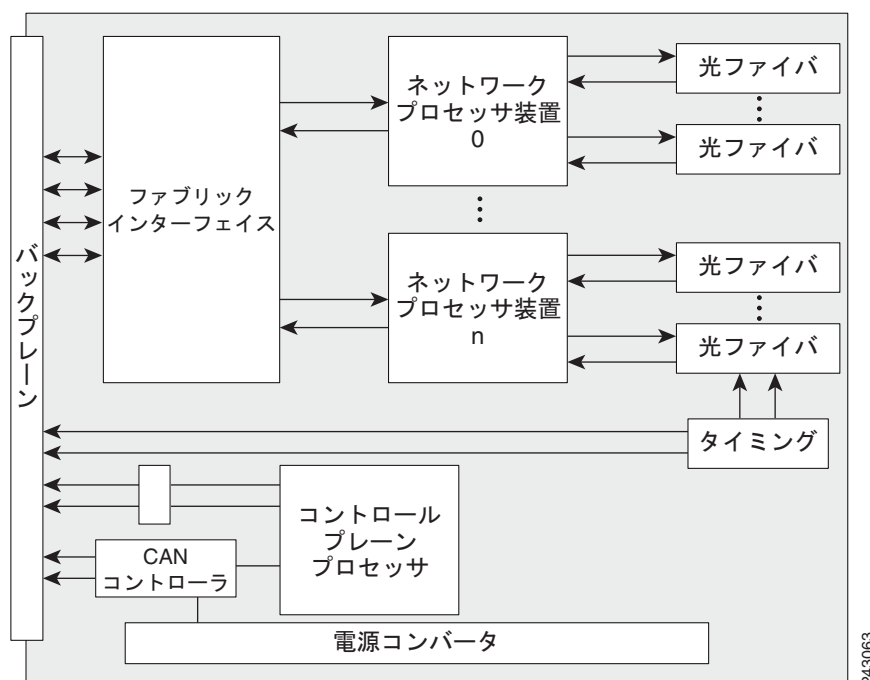 バックプレーン
ファブリック
インターフェイス
ネットワーク
プロセッサ装置
0
光ファイバ
光ファイバ
ネットワーク
プロセッサ装置
n
光ファイバ
光ファイバ
タイミング
コントロール
プレーン
プロセッサ
CAN
コントローラ
電源コンバータ
243063